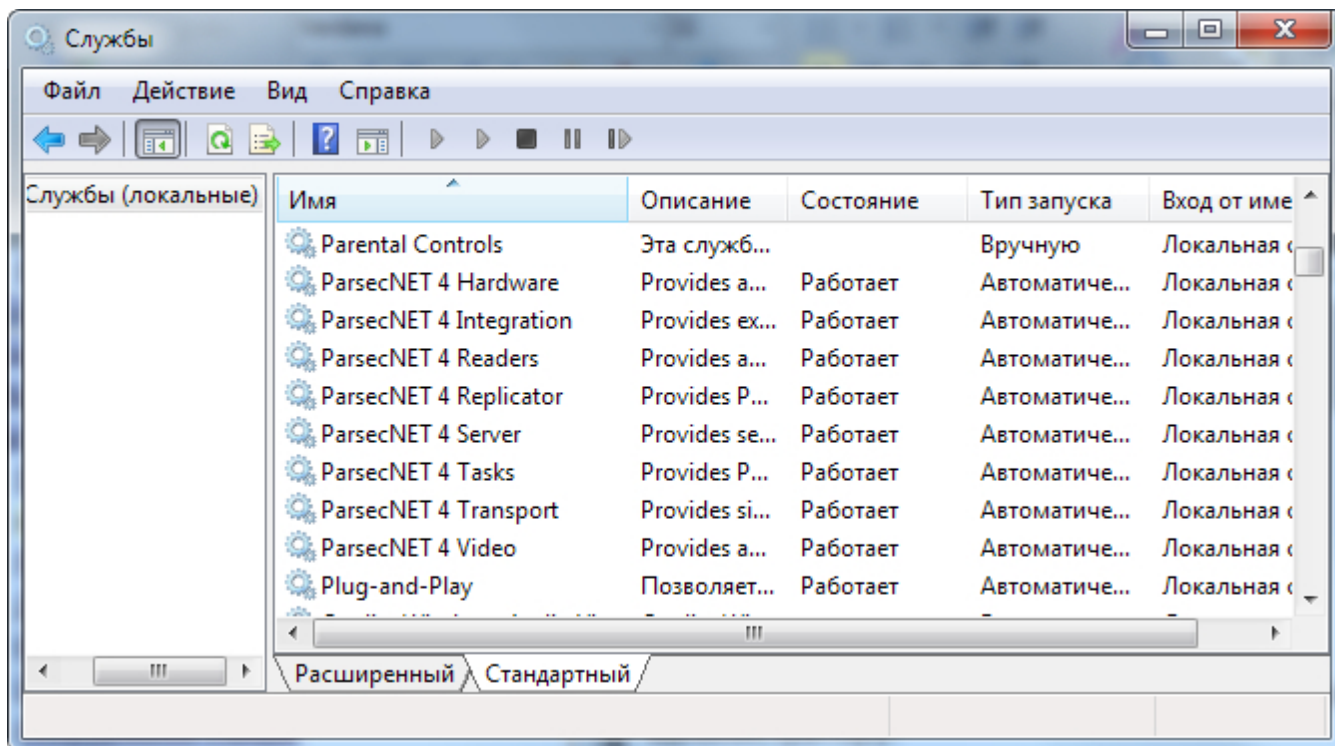 Службы
Файл Действие Вид Справка
Службы (локальные)
Имя Описание Состояние Тип запуска Вход от име
Parental Controls Эта служб... Вручную Локальная с
ParsecNET 4 Hardware Provides a... Работает Автоматиче... Локальная с
ParsecNET 4 Integration Provides ex... Работает Автоматиче... Локальная с
ParsecNET 4 Readers Provides a... Работает Автоматиче... Локальная с
ParsecNET 4 Replicator Provides P... Работает Автоматиче... Локальная с
ParsecNET 4 Server Provides se... Работает Автоматиче... Локальная с
ParsecNET 4 Tasks Provides P... Работает Автоматиче... Локальная с
ParsecNET 4 Transport Provides si... Работает Автоматиче... Локальная с
ParsecNET 4 Video Provides a... Работает Автоматиче... Локальная с
Plug-and-Play Позволяет... Работает Автоматиче... Локальная с
Расширенный Стандартный